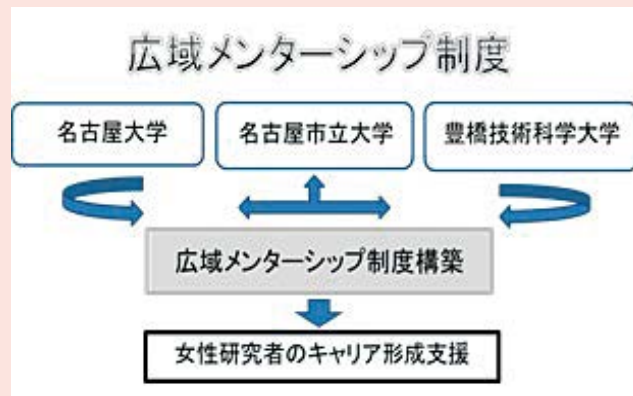 広域メンターシップ制度
名古屋大学
名古屋市立大学
豊橋技術科学大学
広域メンターシップ制度構築
女性研究者のキャリア形成支援